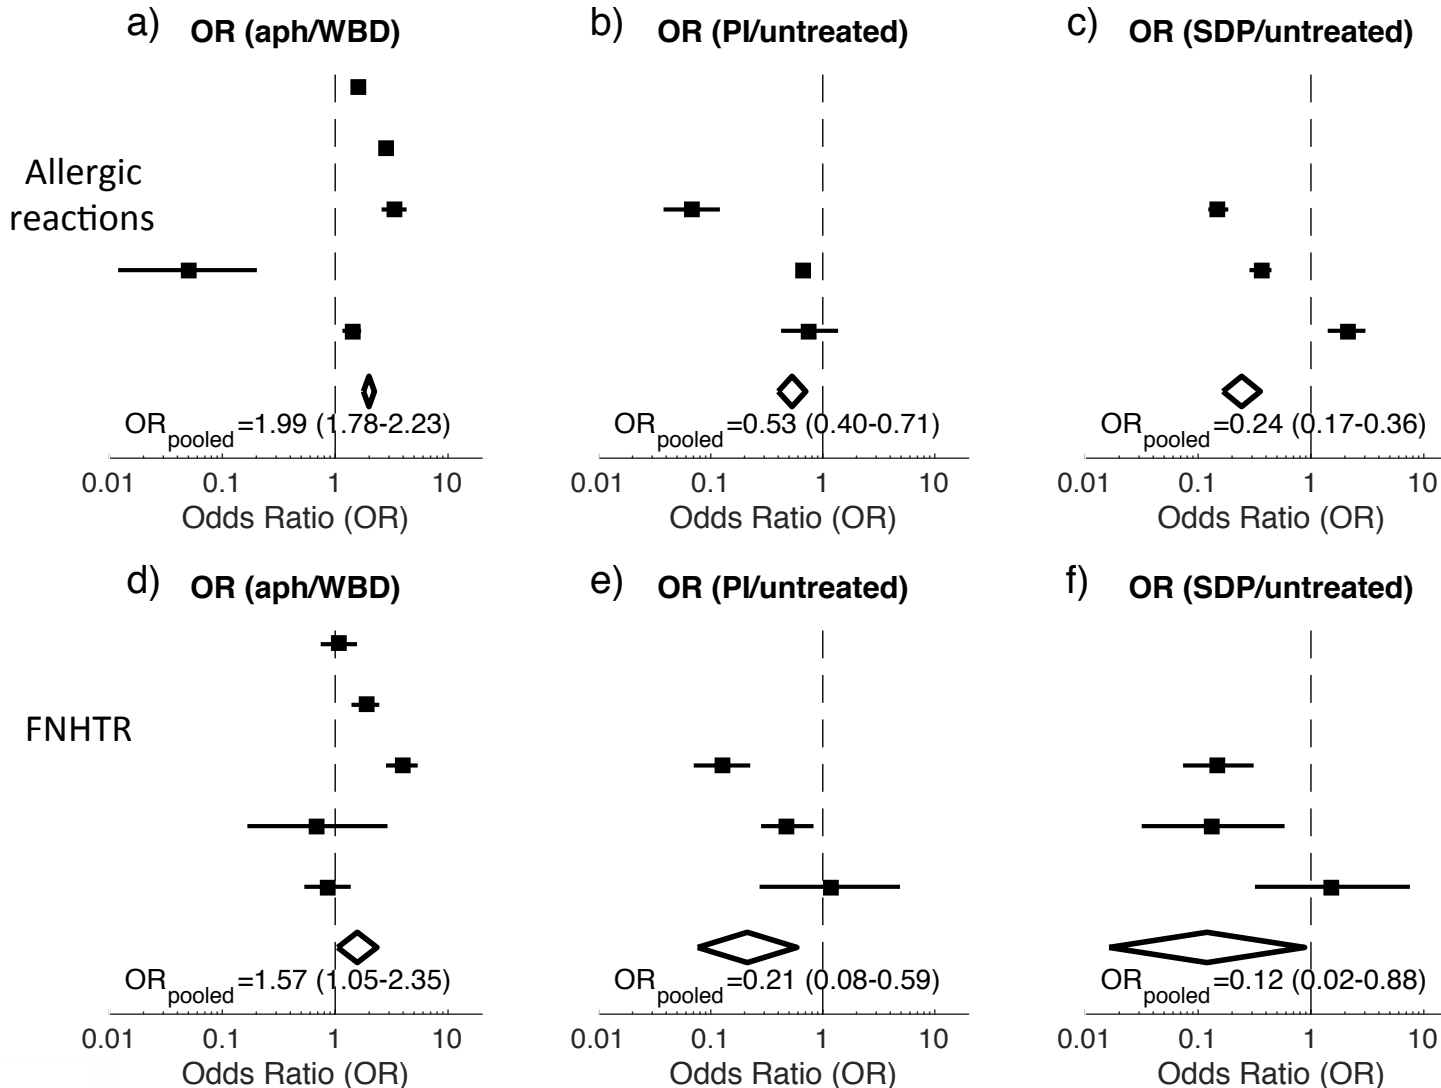 a) OR (aph/WBD)
b) OR (PI/untreated)
c) OR (SDP/untreated)
Allergic
reactions
OR pooled =1.99 (1.78-2.23)
OR pooled =0.53 (0.40-0.71)
OR pooled =0.24 (0.17-0.36)
0.01 0.1 1 10
0.01 0.1 1 10
0.01 0.1 1 10
Odds Ratio (OR)
Odds Ratio (OR)
Odds Ratio (OR)
d) OR (aph/WBD)
e) OR (PI/untreated)
f) OR (SDP/untreated)
FNHTR
OR pooled =1.57 (1.05-2.35)
OR pooled =0.21 (0.08-0.59)
OR pooled =0.12 (0.02-0.88)
0.01 0.1 1 10
0.01 0.1 1 10
0.01 0.1 1 10
Odds Ratio (OR)
Odds Ratio (OR)
Odds Ratio (OR)